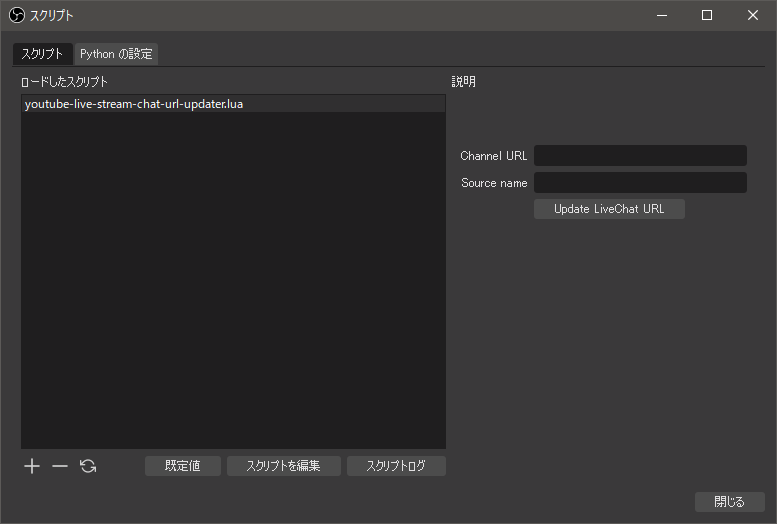 スクリプト
スクリプト Python の設定
ロードしたスクリプト
説明
youtube-live-stream-chat-url-updater.lua
Channel URL
Source name
Update LiveChat URL
既定値 スクリプトを編集 スクリプトログ
閉じる